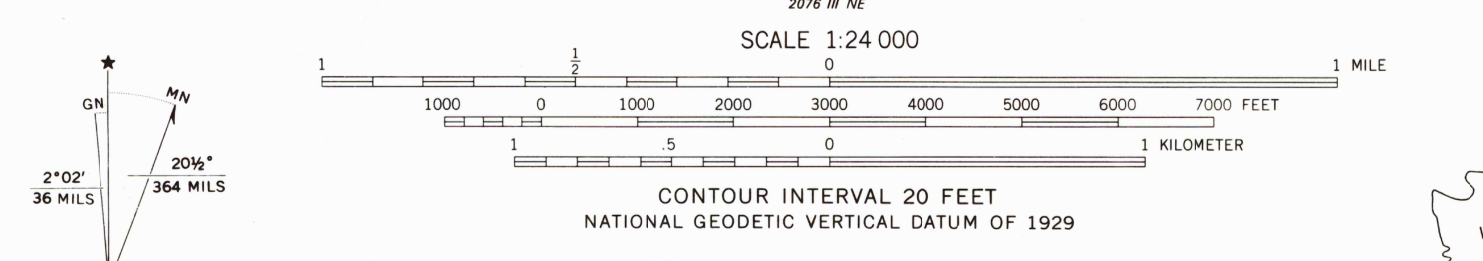 2076 III NE
SCALE 1:24 000
1 1/2 0 1 MILE
1000 0 1000 2000 3000 4000 5000 6000 7000 FEET
1 .5 0 1 KILOMETER
CONTOUR INTERVAL 20 FEET
NATIONAL GEODETIC VERTICAL DATUM OF 1929
★
GN
MN
2°02′
36 MILS
20½°
364 MILS